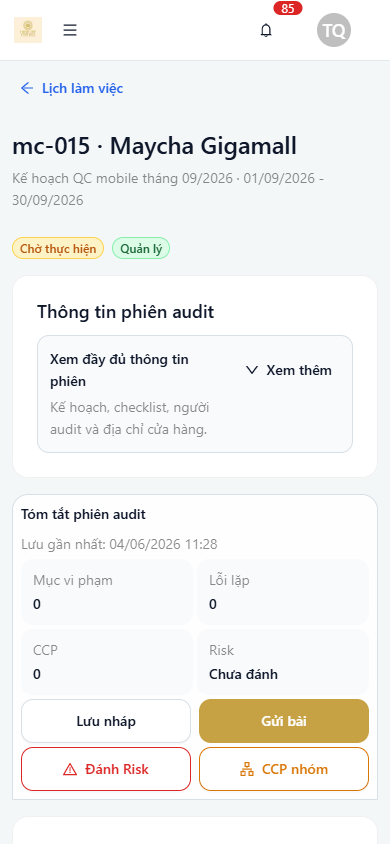 85
TQ
Lịch làm việc
mc-015 · Maycha Gigamall
Kế hoạch QC mobile tháng 09/2026 · 01/09/2026 -
30/09/2026
Chờ thực hiện
Quản lý
Thông tin phiên audit
Xem đầy đủ thông tin
phiên
Xem thêm
Kế hoạch, checklist, người
audit và địa chỉ cửa hàng.
Tóm tắt phiên audit
Lưu gần nhất: 04/06/2026 11:28
Mục vi phạm
0
Lỗi lặp
0
CCP
0
Risk
Chưa đánh
Lưu nháp
Gửi bài
Đánh Risk
CCP nhóm